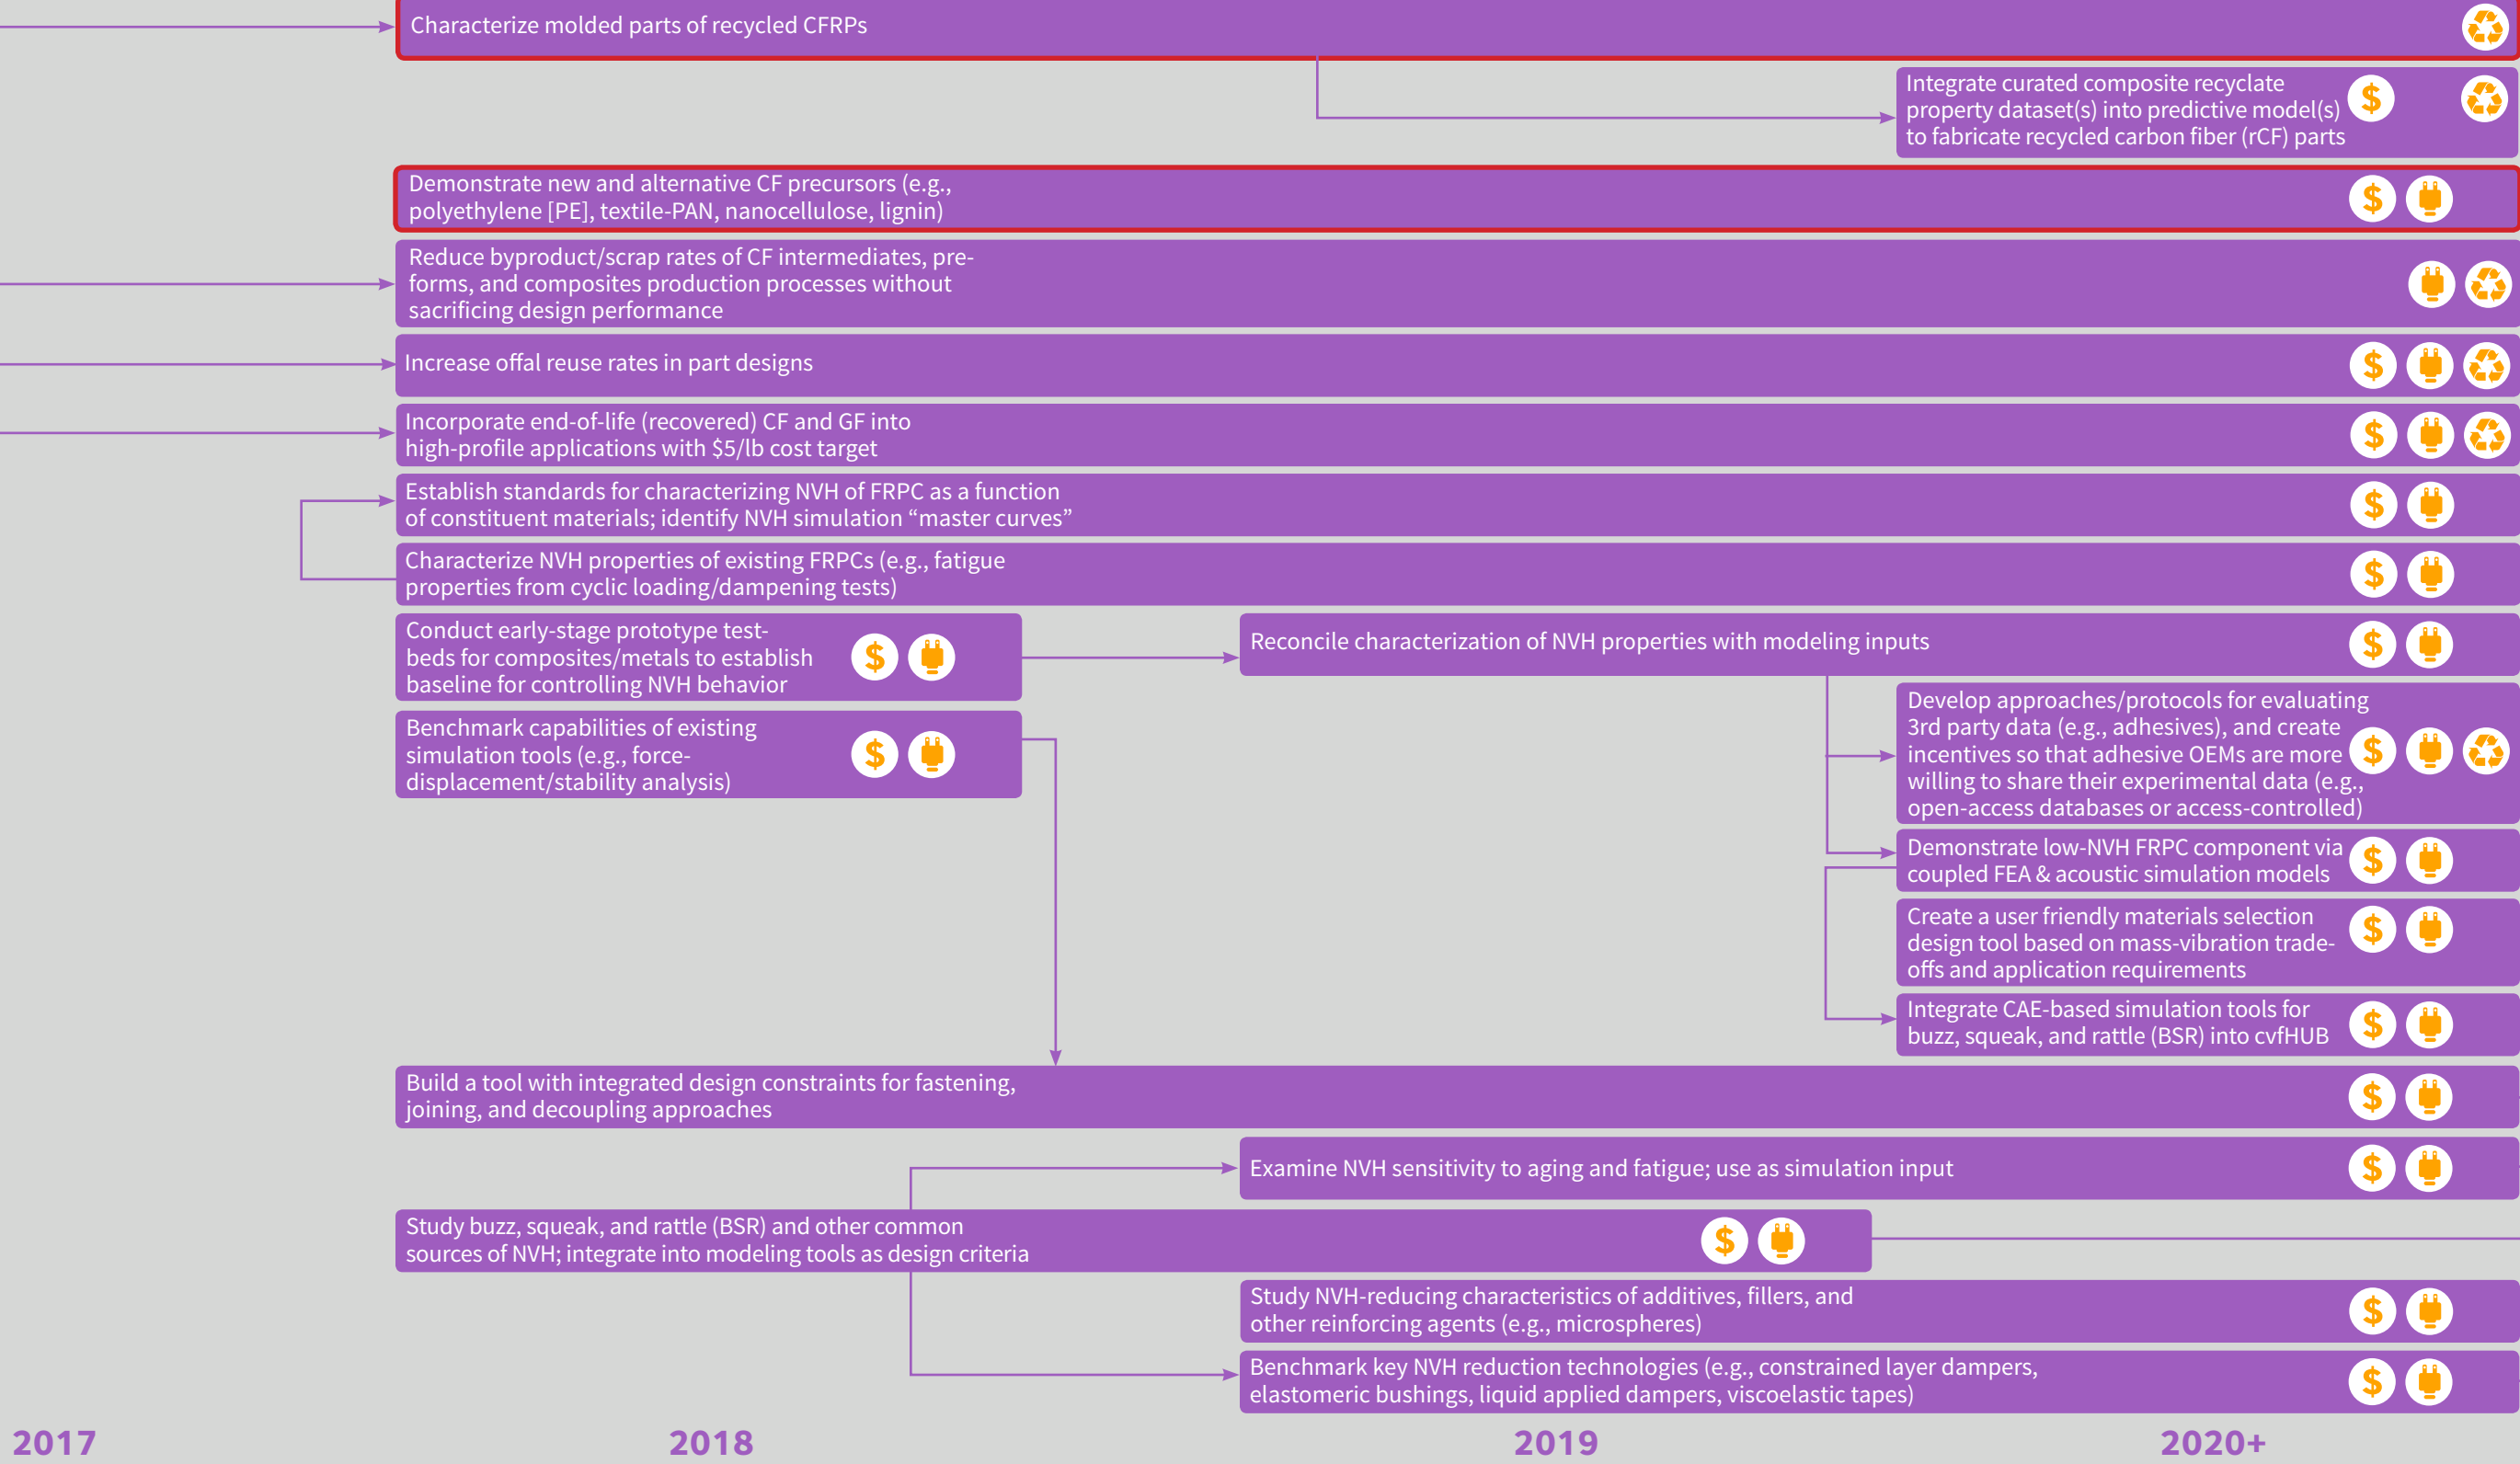 Characterize molded parts of recycled CFRPs
Integrate curated composite recyclate
property dataset(s) into predictive model(s)
to fabricate recycled carbon fiber (rCF) parts
$
Demonstrate new and alternative CF precursors (e.g.,
polyethylene [PE], textile-PAN, nanocellulose, lignin)
$
Reduce byproduct/scrap rates of CF intermediates, pre-
forms, and composites production processes without
sacrificing design performance
Increase offal reuse rates in part designs
$
Incorporate end-of-life (recovered) CF and GF into
high-profile applications with $5/lb cost target
$
Establish standards for characterizing NVH of FRPC as a function
of constituent materials; identify NVH simulation “master curves”
$
Characterize NVH properties of existing FRPCs (e.g., fatigue
properties from cyclic loading/dampening tests)
$
Conduct early-stage prototype test-
beds for composites/metals to establish
baseline for controlling NVH behavior
$
Reconcile characterization of NVH properties with modeling inputs
$
Benchmark capabilities of existing
simulation tools (e.g., force-
displacement/stability analysis)
$
Develop approaches/protocols for evaluating
3rd party data (e.g., adhesives), and create
incentives so that adhesive OEMs are more
willing to share their experimental data (e.g.,
open-access databases or access-controlled)
$
Demonstrate low-NVH FRPC component via
coupled FEA & acoustic simulation models
$
Create a user friendly materials selection
design tool based on mass-vibration trade-
offs and application requirements
$
Integrate CAE-based simulation tools for
buzz, squeak, and rattle (BSR) into cvfHUB
$
Build a tool with integrated design constraints for fastening,
joining, and decoupling approaches
$
Examine NVH sensitivity to aging and fatigue; use as simulation input
$
Study buzz, squeak, and rattle (BSR) and other common
sources of NVH; integrate into modeling tools as design criteria
$
Study NVH-reducing characteristics of additives, fillers, and
other reinforcing agents (e.g., microspheres)
$
Benchmark key NVH reduction technologies (e.g., constrained layer dampers,
elastomeric bushings, liquid applied dampers, viscoelastic tapes)
$
2017
2018
2019
2020+